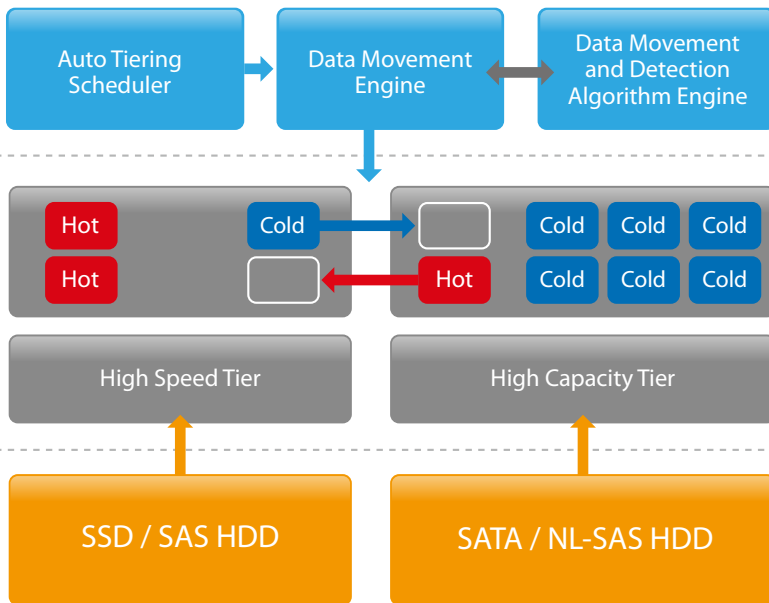 Auto Tiering
Scheduler
Data Movement
Engine
Data Movement
and Detection
Algorithm Engine
Hot
Cold
Cold
Cold
Cold
Hot
Hot
Cold
Cold
Cold
High Speed Tier
High Capacity Tier
SSD / SAS HDD
SATA / NL-SAS HDD